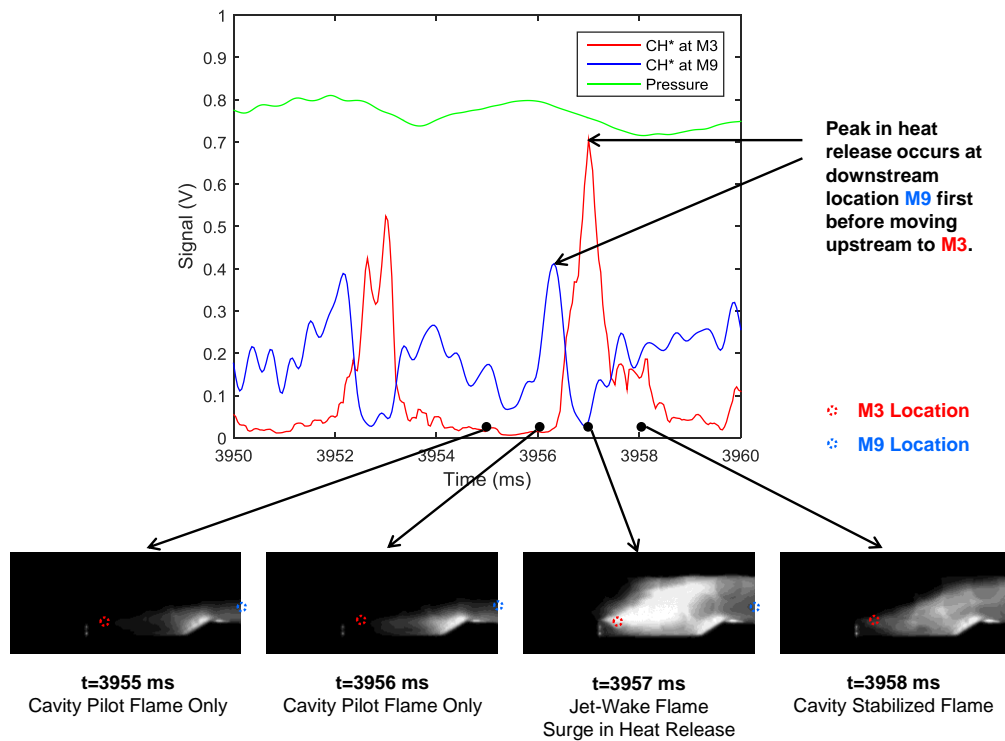 1
0.9
0.8
0.7
0.6
0.5
0.4
0.3
0.2
0.1
0
Signal (V)
CH* at M3
CH* at M9
Pressure
3950
3952
3954
3956
3958
3960
Time (ms)
Peak in heat
release occurs at
downstream
location M9 first
before moving
upstream to M3.
M3 Location
M9 Location
t=3955 ms
Cavity Pilot Flame Only
t=3956 ms
Cavity Pilot Flame Only
t=3957 ms
Jet-Wake Flame
Surge in Heat Release
t=3958 ms
Cavity Stabilized Flame